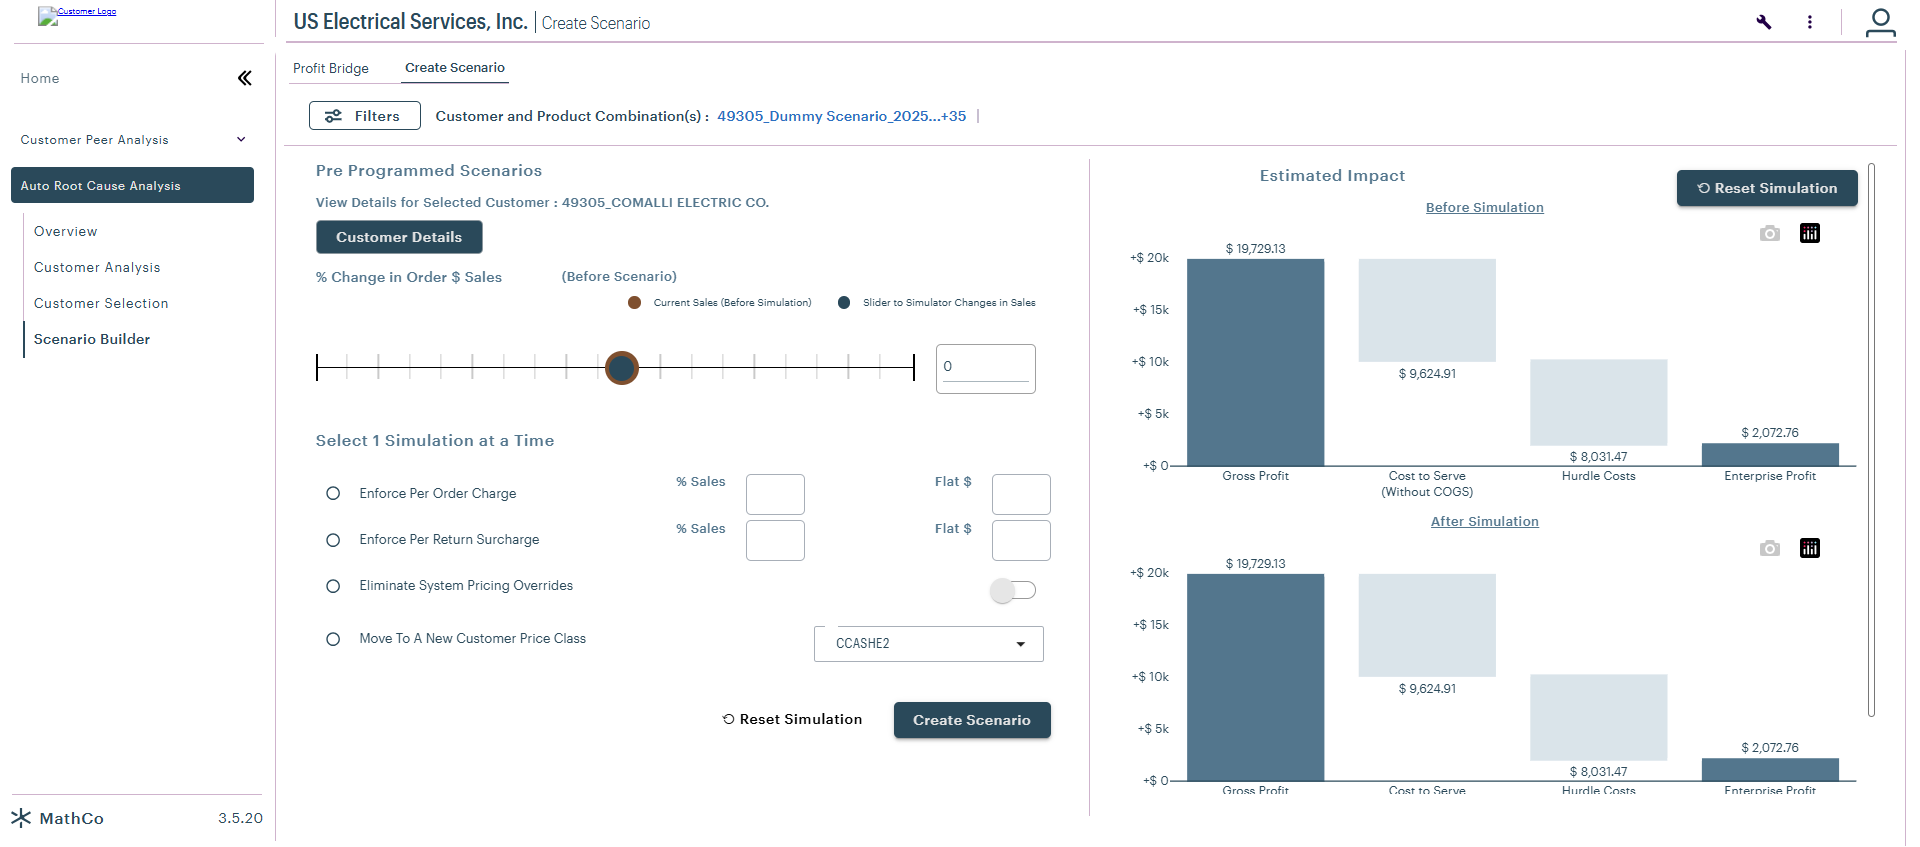 Customer Logo
US Electrical Services, Inc. | Create Scenario
Home
Customer Peer Analysis
Auto Root Cause Analysis
Overview
Customer Analysis
Customer Selection
Scenario Builder
MathCo 3.5.20
Profit Bridge Create Scenario
Filters Customer and Product Combination(s) : 49305_Dummy Scenario_2025...+35 |
Pre Programmed Scenarios
View Details for Selected Customer : 49305_COMALLI ELECTRIC CO.
Customer Details
% Change in Order $ Sales (Before Scenario)
Current Sales (Before Simulation) Slider to Simulator Changes in Sales
0
Select 1 Simulation at a Time
Enforce Per Order Charge % Sales Flat $
Enforce Per Return Surcharge % Sales Flat $
Eliminate System Pricing Overrides
Move To A New Customer Price Class CCASHE2
Reset Simulation Create Scenario
Estimated Impact
Reset Simulation
Before Simulation
$ 19,729.13
+$ 20k
+$ 15k
+$ 10k
$ 9,624.91
+$ 5k
$ 2,072.76
$ 8,031.47
+$ 0
Gross Profit Cost to Serve Hurdle Costs Enterprise Profit
(Without COGS)
After Simulation
$ 19,729.13
+$ 20k
+$ 15k
+$ 10k
$ 9,624.91
+$ 5k
$ 2,072.76
$ 8,031.47
+$ 0
Gross Profit Cost to Serve Hurdle Costs Enterprise Profit